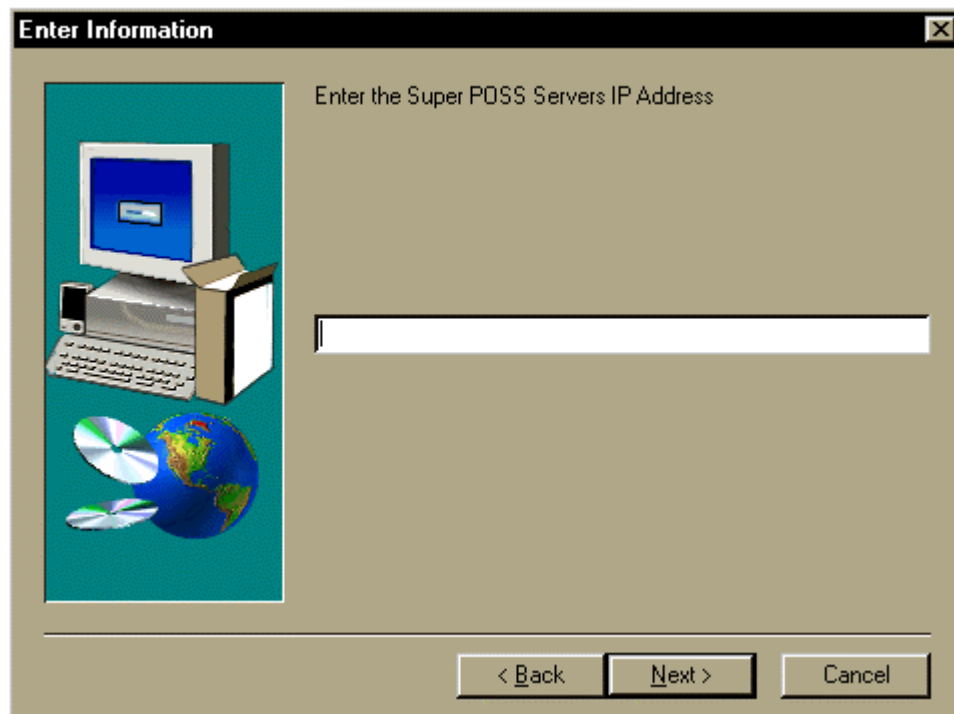 Enter Information
Enter the Super POSS Servers IP Address
< Back
Next >
Cancel